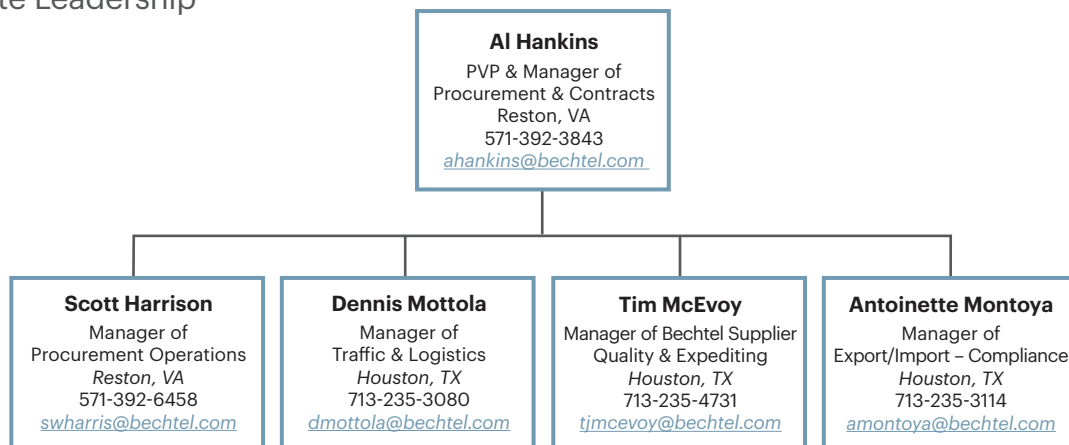 Leadership
Al Hankins
PVP & Manager of
Procurement & Contracts
Reston, VA
571-392-3843
ahankins@bechtel.com
Scott Harrison
Manager of
Procurement Operations
Reston, VA
571-392-6458
swharris@bechtel.com
Dennis Mottola
Manager of
Traffic & Logistics
Houston, TX
713-235-3080
dmottola@bechtel.com
Tim McEvoy
Manager of Bechtel Supplier
Quality & Expediting
Houston, TX
713-235-4731
tjmcevoy@bechtel.com
Antoinette Montoya
Manager of
Export/Import – Compliance
Houston, TX
713-235-3114
amontoya@bechtel.com